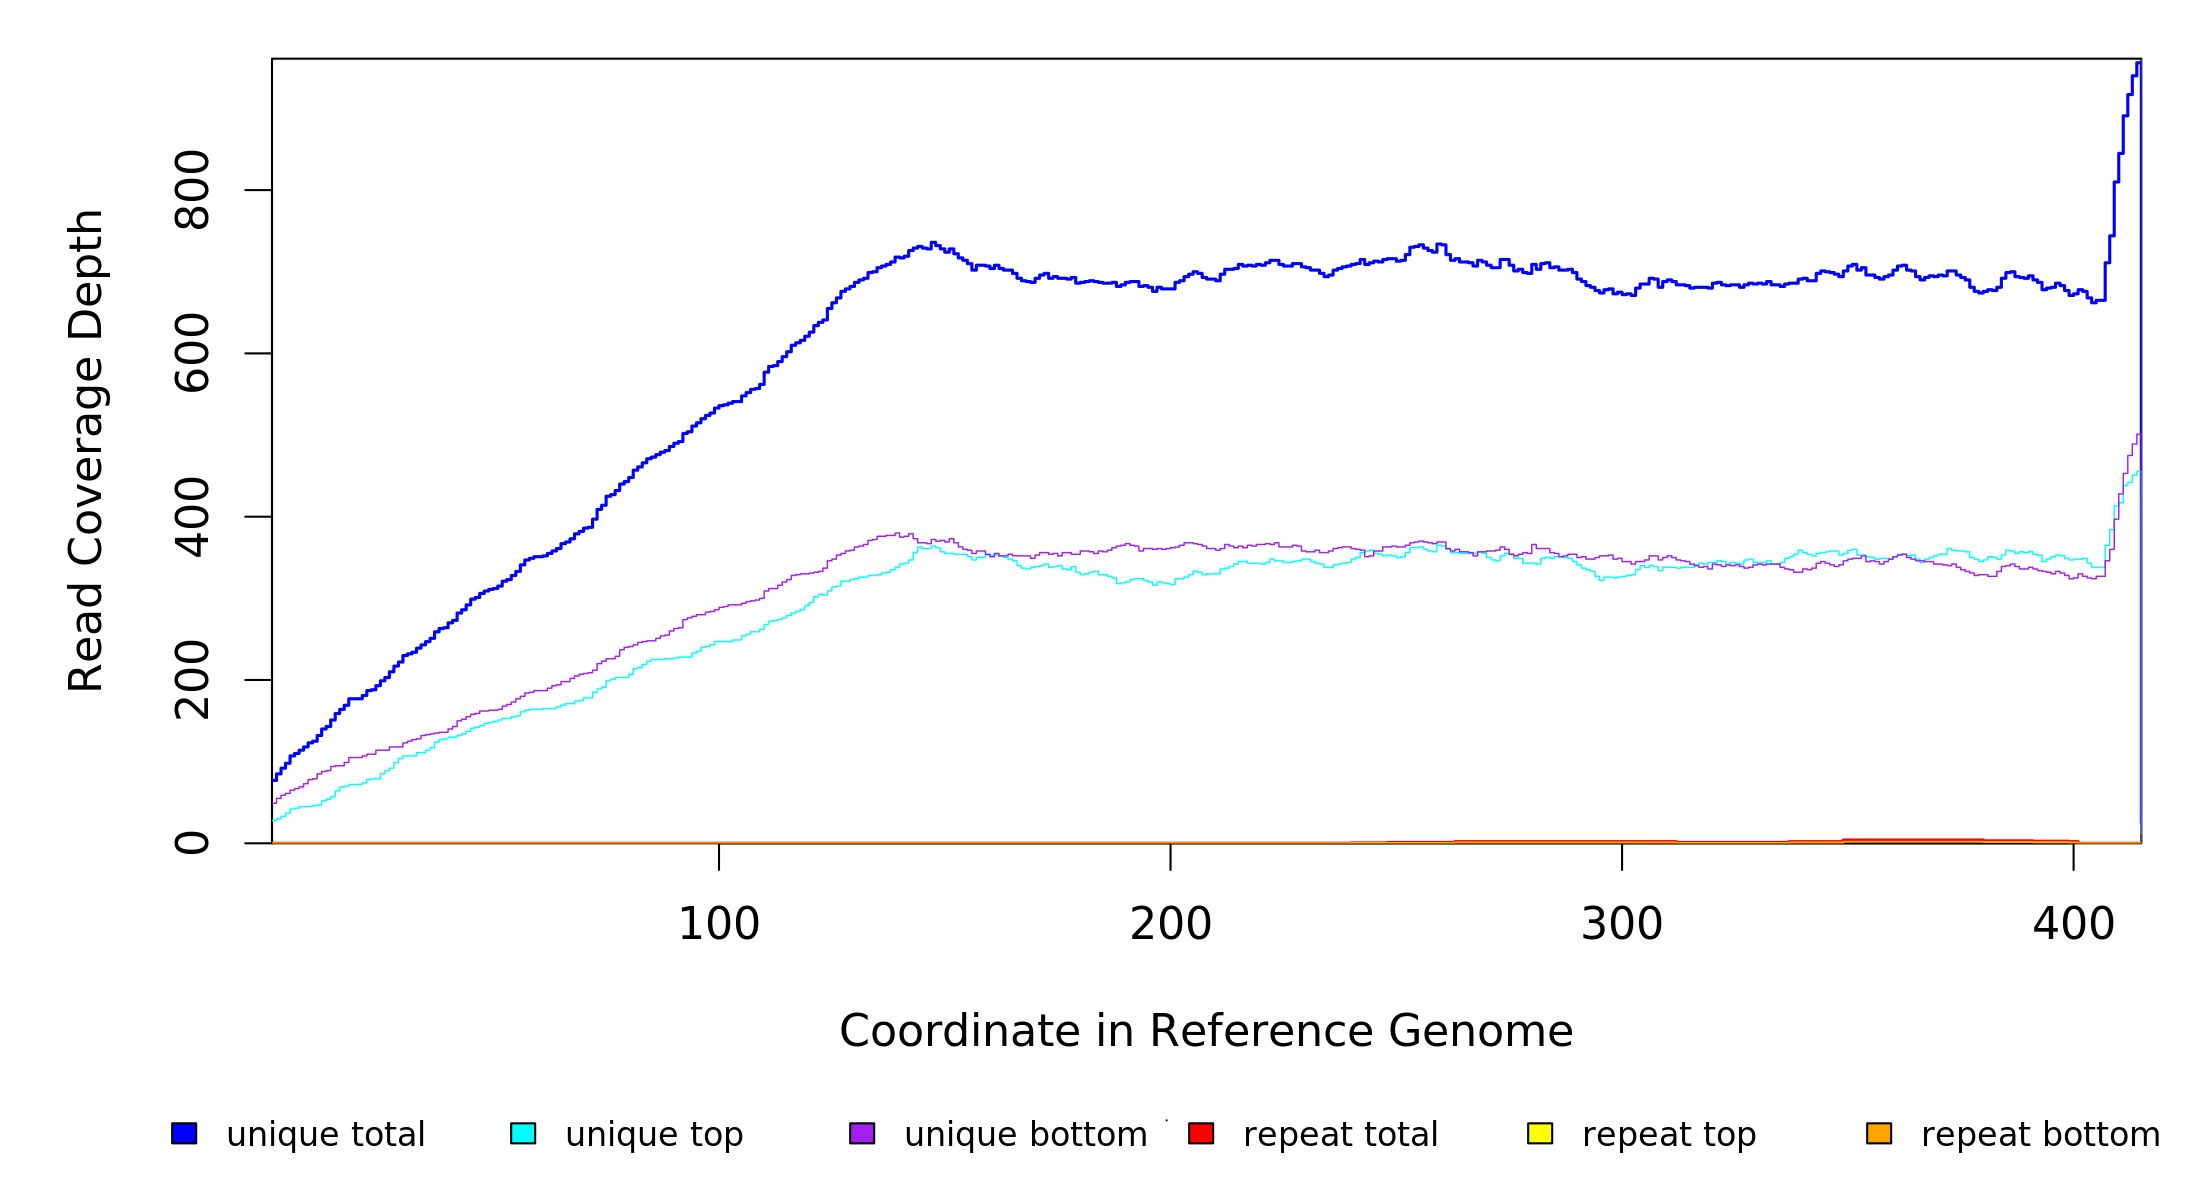 Read Coverage Depth
800
600
400
200
0
100 200 300 400
Coordinate in Reference Genome
unique total unique top unique bottom repeat total repeat top repeat bottom